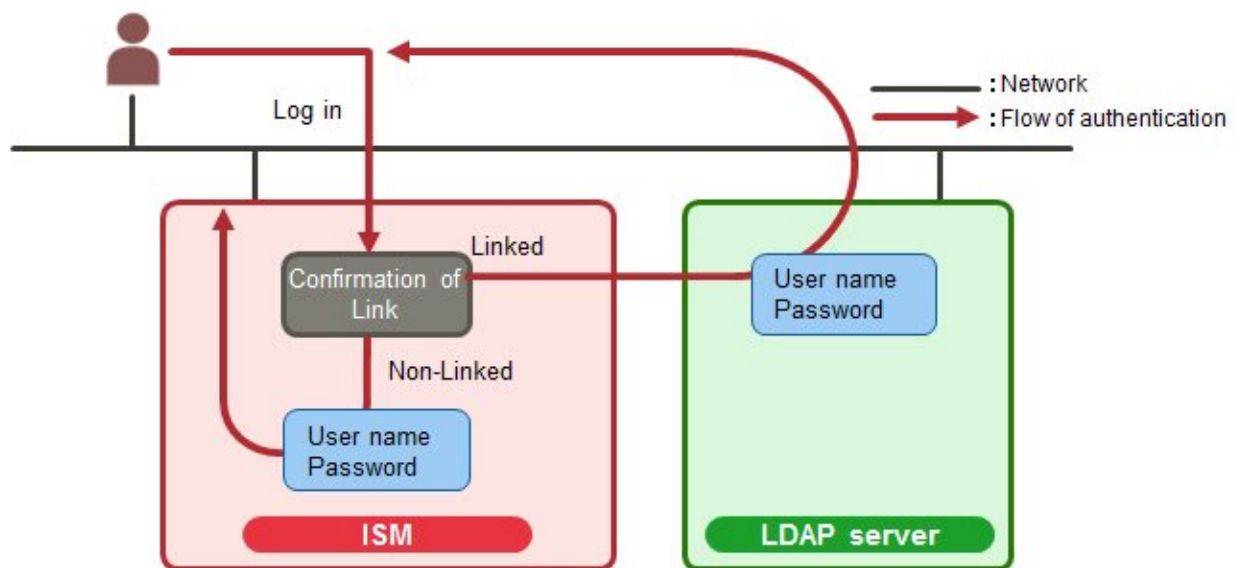 : Network
: Flow of authentication
Log in
Linked
Confirmation of
Link
User name
Password
Non-Linked
User name
Password
ISM
LDAP server